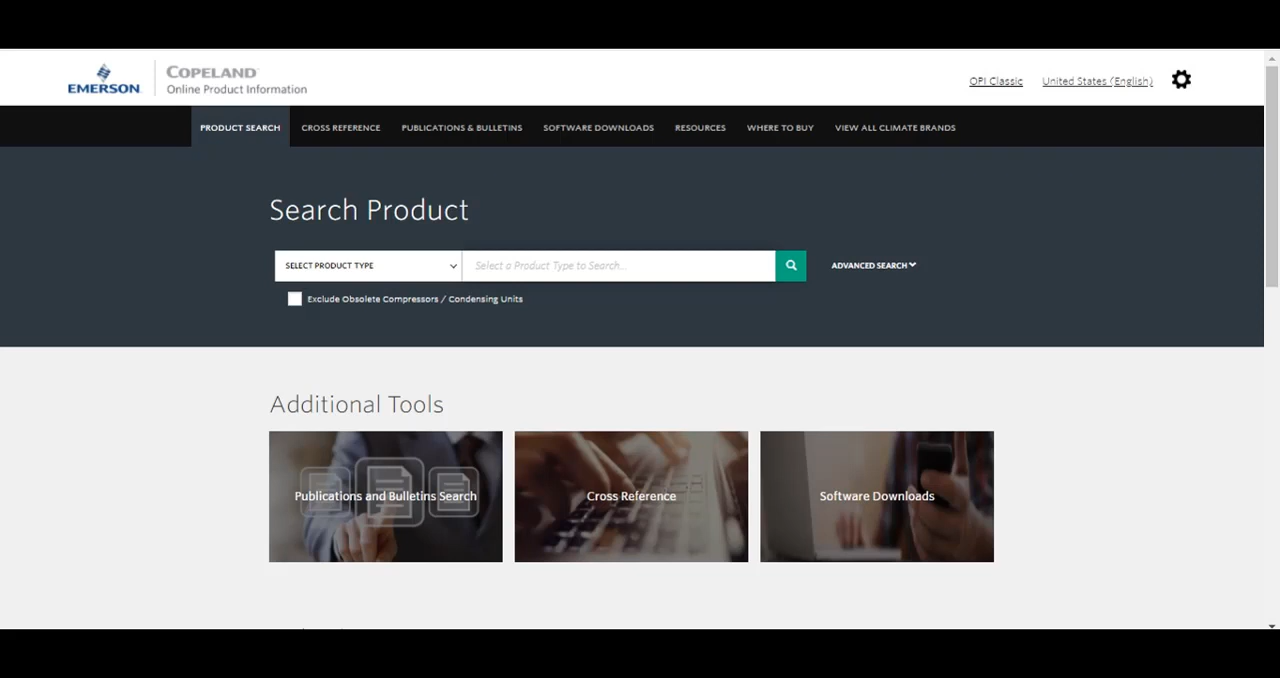 EMERSON
COPELAND
Online Product Information
OPI Classic
United States (English)
PRODUCT SEARCH
CROSS REFERENCE
PUBLICATIONS & BULLETINS
SOFTWARE DOWNLOADS
RESOURCES
WHERE TO BUY
VIEW ALL CLIMATE BRANDS
Search Product
SELECT PRODUCT TYPE
Select a Product Type to Search...
ADVANCED SEARCH
Exclude Obsolete Compressors / Condensing Units
Additional Tools
Publications and Bulletins Search
Cross Reference
Software Downloads